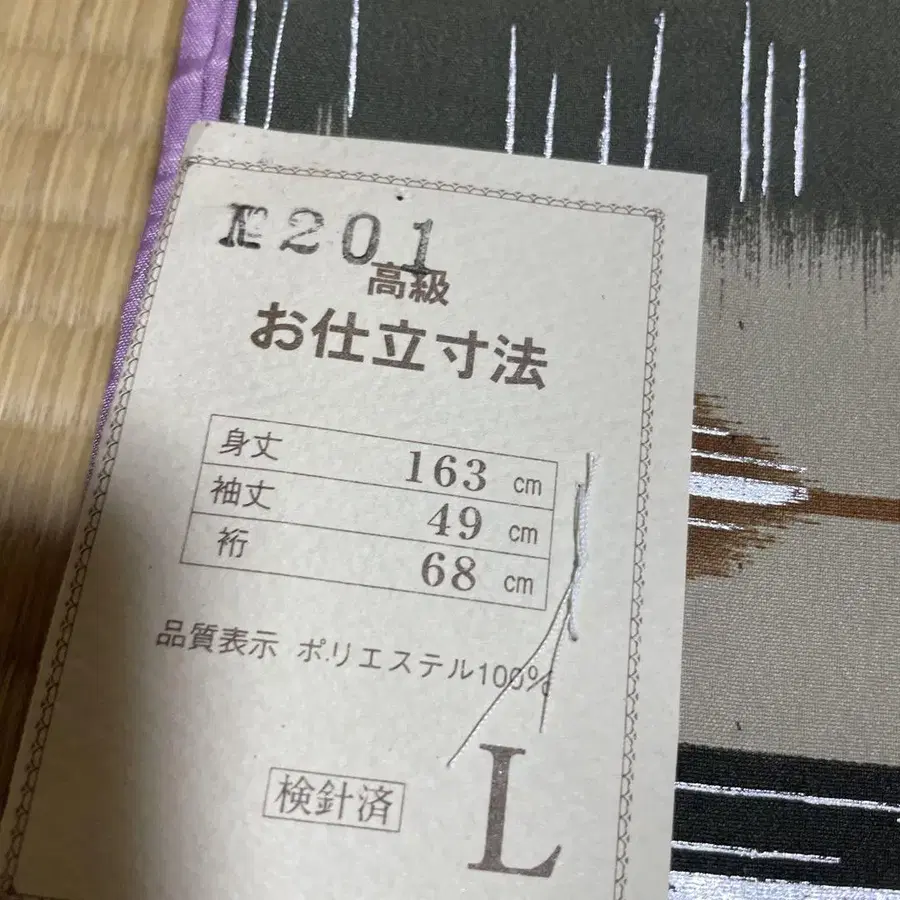 №201
高級
お仕立寸法
身丈 163 cm
袖丈 49 cm
裄 68 cm
品質表示 ポリエステル100%
検針済
L